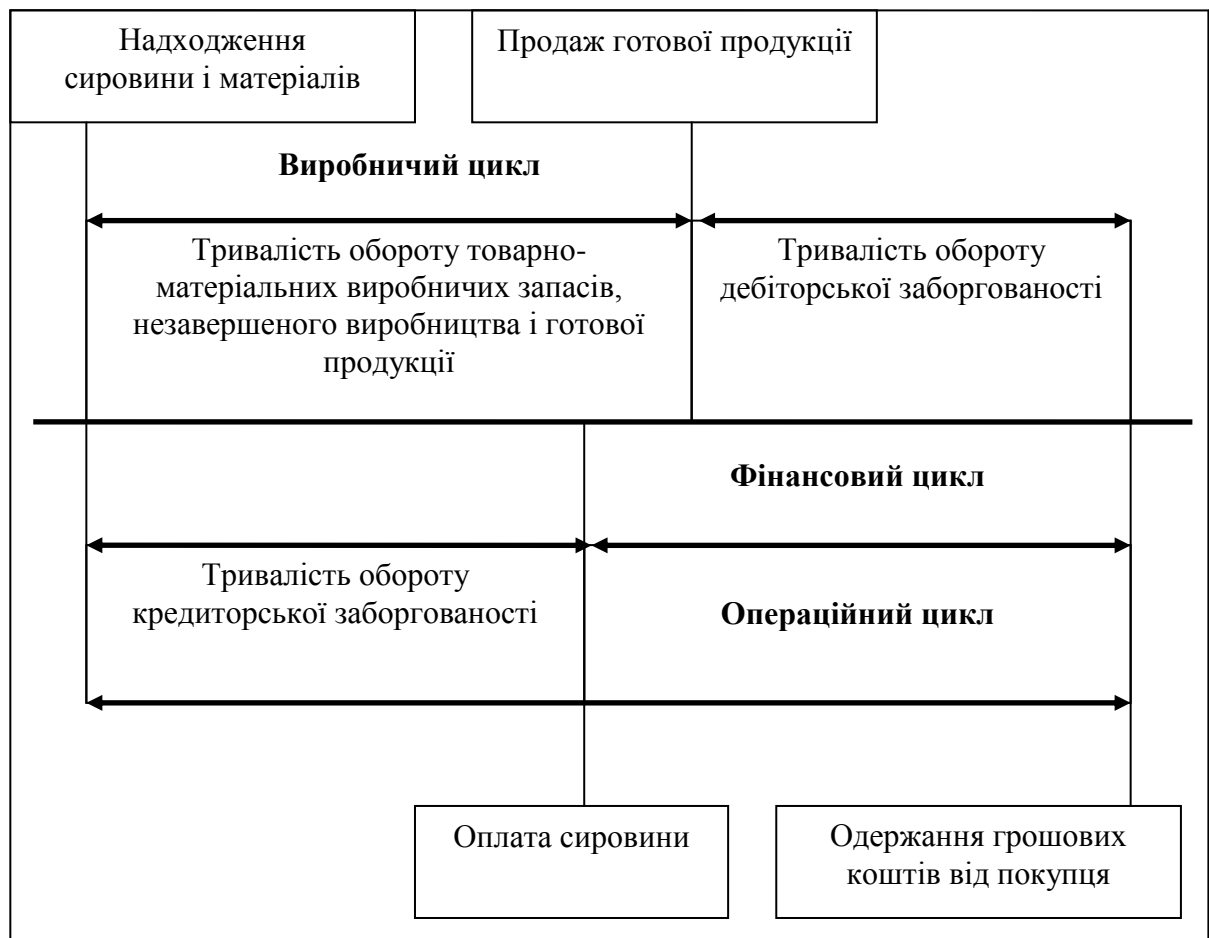 Надходження
сировини і матеріалів
Продаж готової продукції
Виробничий цикл
Тривалість обороту товарно-
матеріальних виробничих запасів,
незавершеного виробництва і готової
продукції
Тривалість обороту
дебіторської заборгованості
Фінансовий цикл
Тривалість обороту
кредиторської заборгованості
Операційний цикл
Оплата сировини
Одержання грошових
коштів від покупця